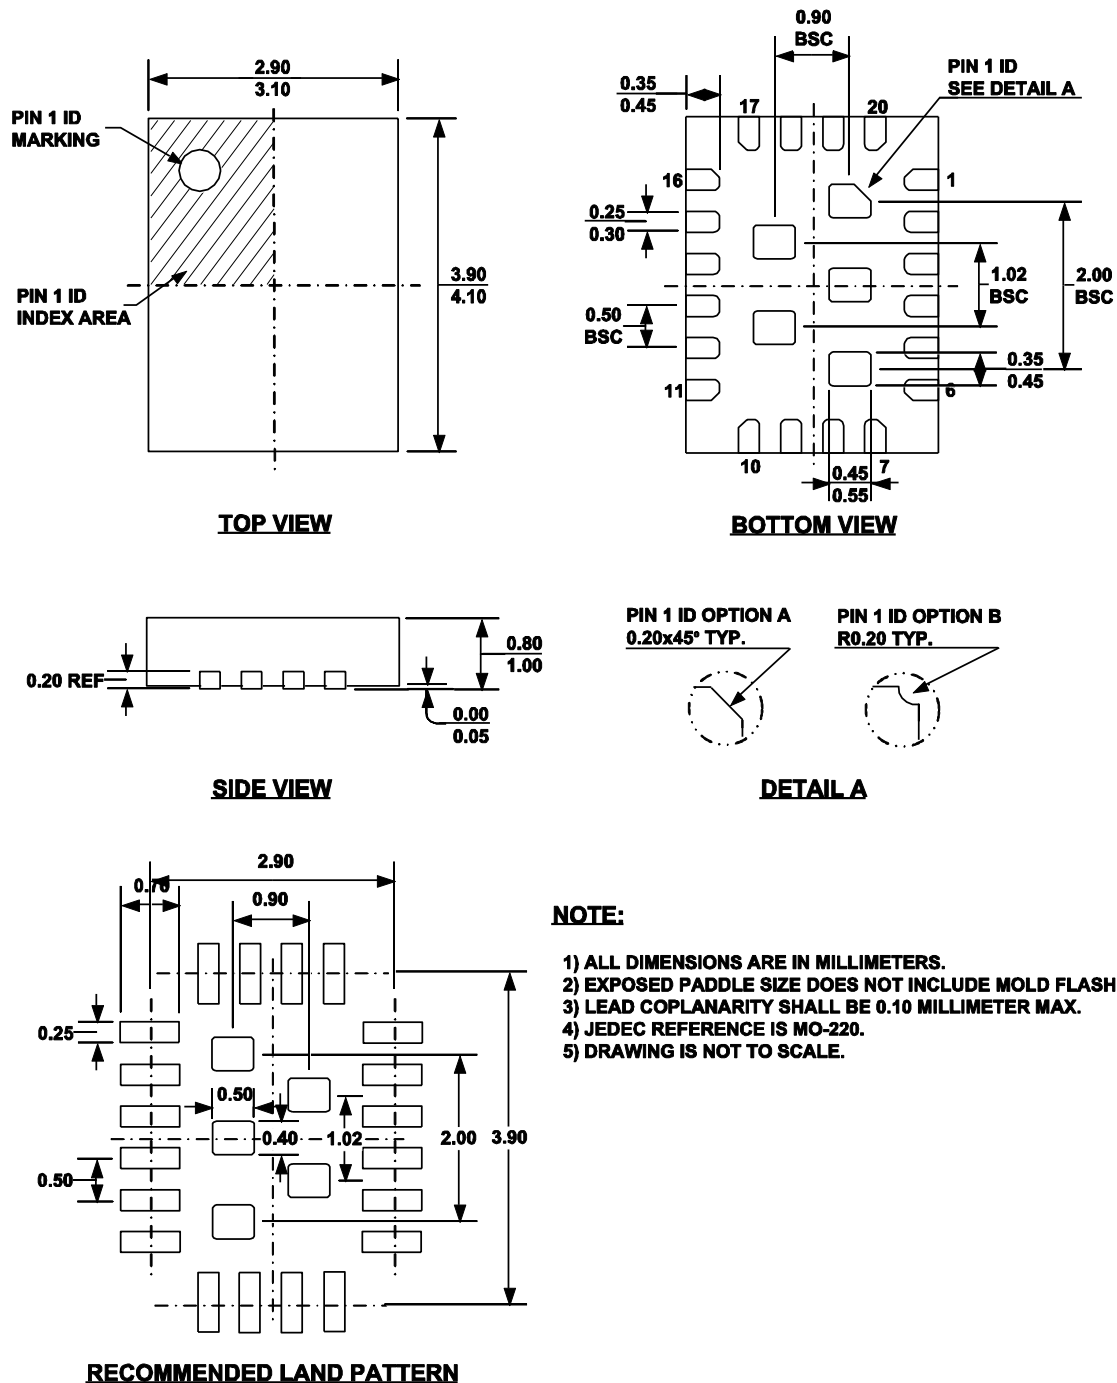 2.90
3.10
PIN 1 ID
MARKING
3.90
4.10
PIN 1 ID
INDEX AREA
TOP VIEW
0.90
BSC
PIN 1 ID
SEE DETAIL A
0.35
0.45
17
20
16
1
0.25
0.30
1.02
BSC
2.00
BSC
0.50
BSC
0.35
0.45
11
6
10
7
0.45
0.55
BOTTOM VIEW
0.20 REF
0.80
1.00
0.00
0.05
SIDE VIEW
PIN 1 ID OPTION A
0.20x45º TYP.
PIN 1 ID OPTION B
R0.20 TYP.
DETAIL A
2.90
0.70
0.90
0.25
0.50
0.40
1.02
2.00
3.90
0.50
RECOMMENDED LAND PATTERN
NOTE:
1) ALL DIMENSIONS ARE IN MILLIMETERS.
2) EXPOSED PADDLE SIZE DOES NOT INCLUDE MOLD FLASH
3) LEAD COPLANARITY SHALL BE 0.10 MILLIMETER MAX.
4) JEDEC REFERENCE IS MO-220.
5) DRAWING IS NOT TO SCALE.